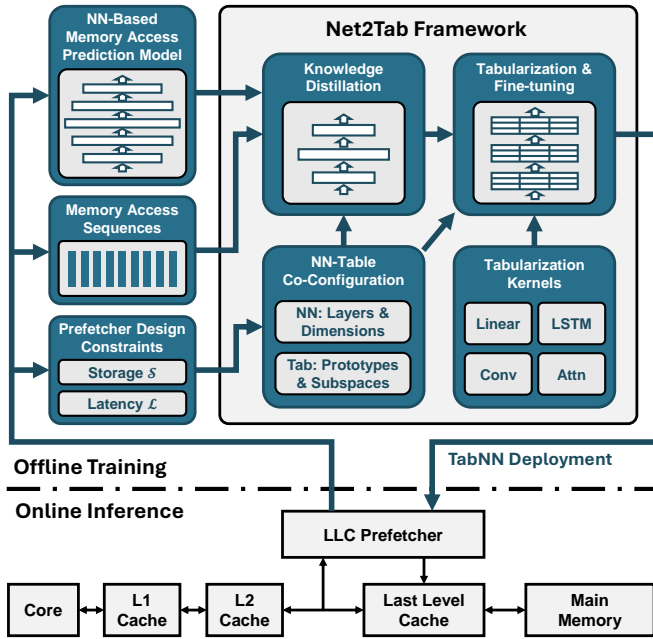 NN-Based
Memory Access
Prediction Model
Memory Access
Sequences
Prefetcher Design
Constraints
Storage 𝒮
Latency ℒ
Net2Tab Framework
Knowledge
Distillation
Tabularization &
Fine-tuning
NN-Table
Co-Configuration
NN: Layers &
Dimensions
Tab: Prototypes
& Subspaces
Tabularization
Kernels
Linear
LSTM
Conv
Attn
Offline Training
TabNN Deployment
Online Inference
LLC Prefetcher
Core
L1
Cache
L2
Cache
Last Level
Cache
Main
Memory